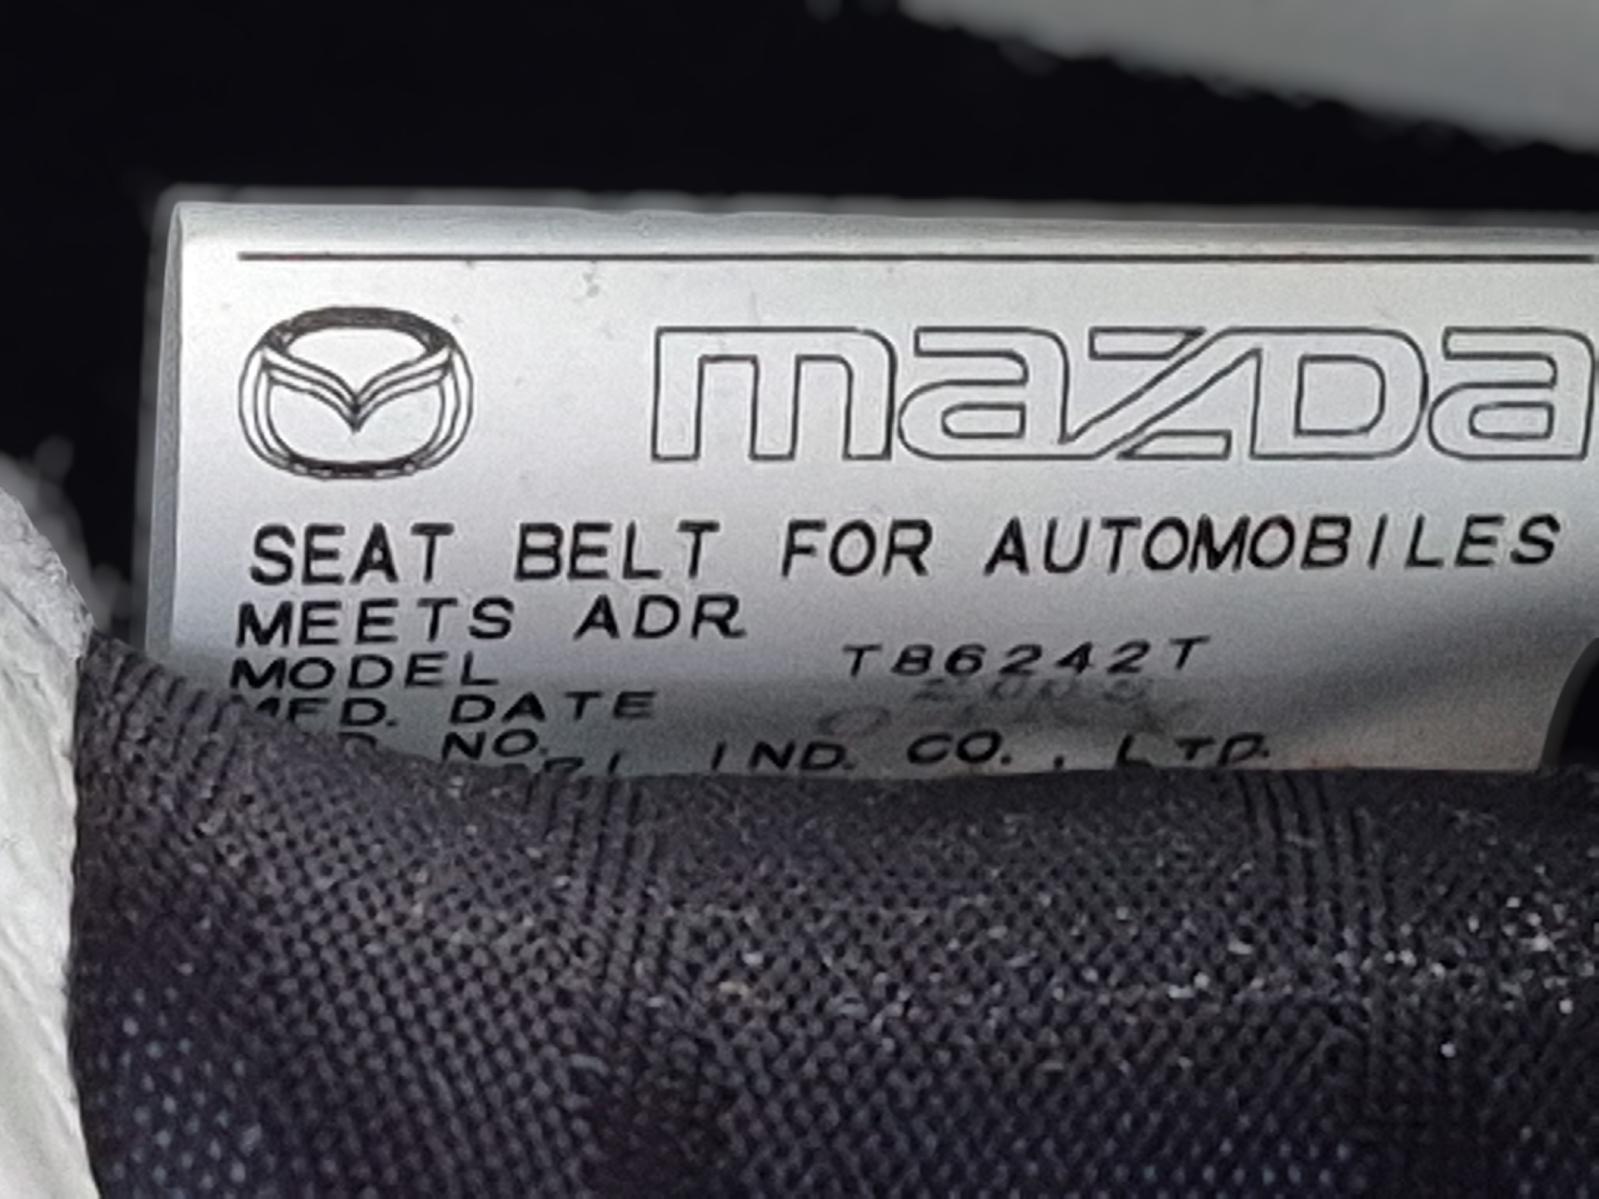 mazda
SEAT BELT FOR AUTOMOBILES
MEETS ADR
MODEL T86242T
MFD. DATE
NO.
IND. CO., LTD.